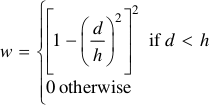 w = { [1 − (d/h)²]² if d < h
0 otherwise